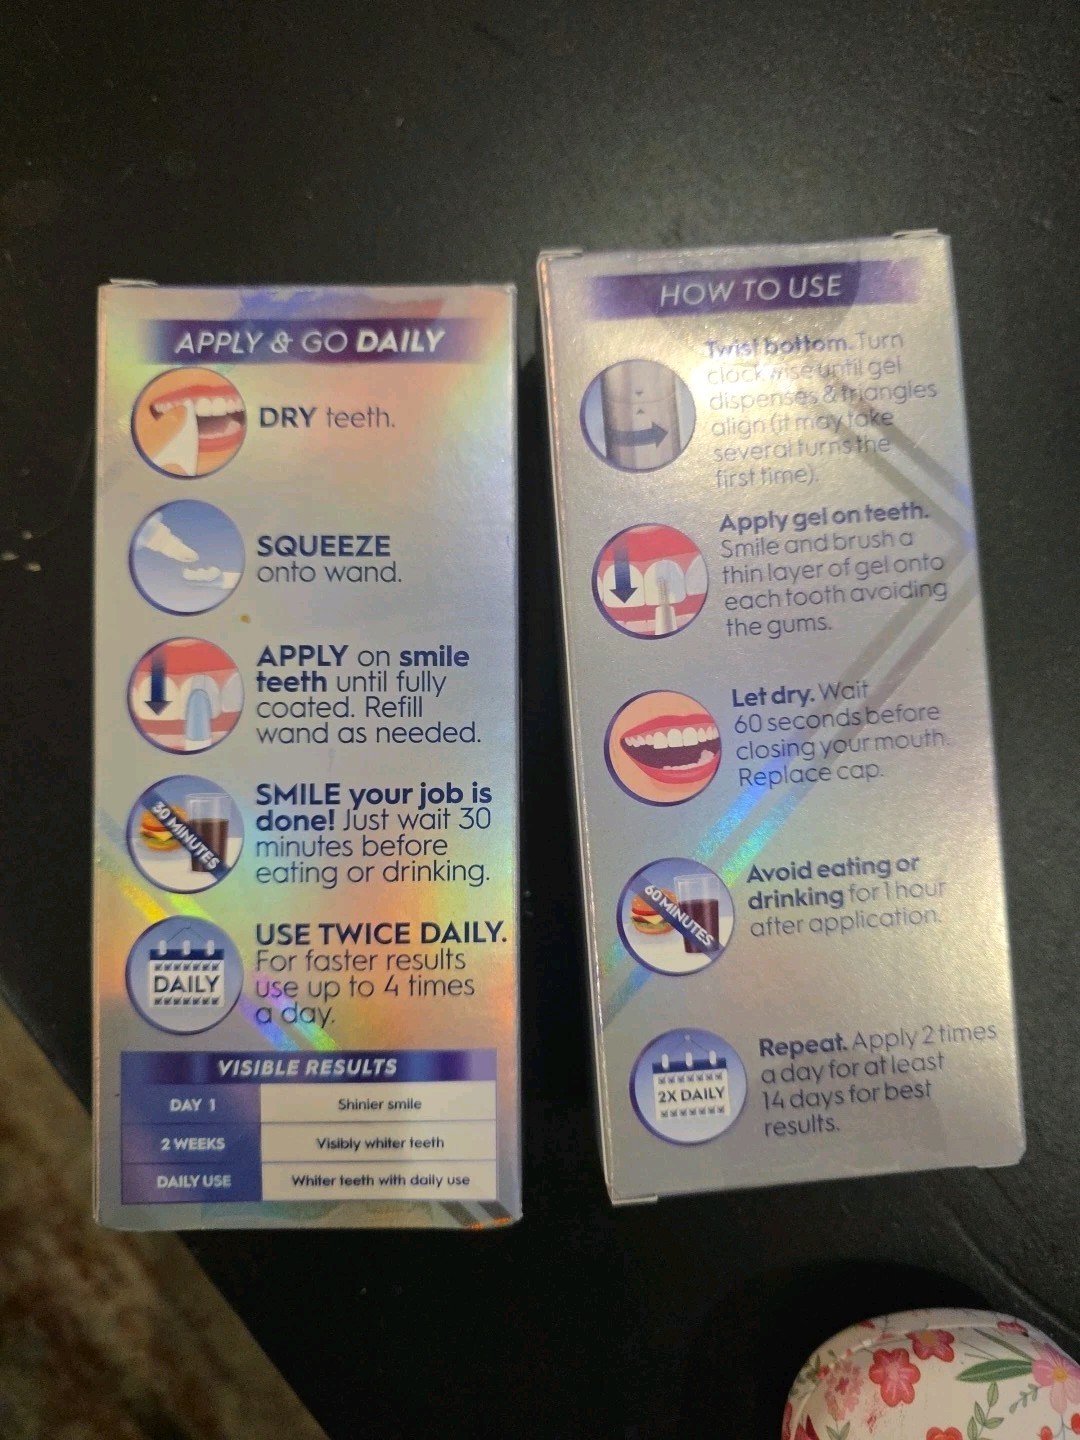 APPLY & GO DAILY
DRY teeth.
SQUEEZE
onto wand.
APPLY on smile
teeth until fully
coated. Refill
wand as needed.
30 MINUTES
SMILE your job is
done! Just wait 30
minutes before
eating or drinking.
DAILY
USE TWICE DAILY.
For faster results
use up to 4 times
a day.
VISIBLE RESULTS
DAY 1 Shinier smile
2 WEEKS Visibly whiter teeth
DAILY USE Whiter teeth with daily use
HOW TO USE
Twist bottom. Turn
clockwise until gel
dispenses & triangles
align (it may take
several turns the
first time).
Apply gel on teeth.
Smile and brush a
thin layer of gel onto
each tooth avoiding
the gums.
Let dry. Wait
60 seconds before
closing your mouth.
Replace cap.
60 MINUTES
Avoid eating or
drinking for 1 hour
after application.
2X DAILY
Repeat. Apply 2 times
a day for at least
14 days for best
results.